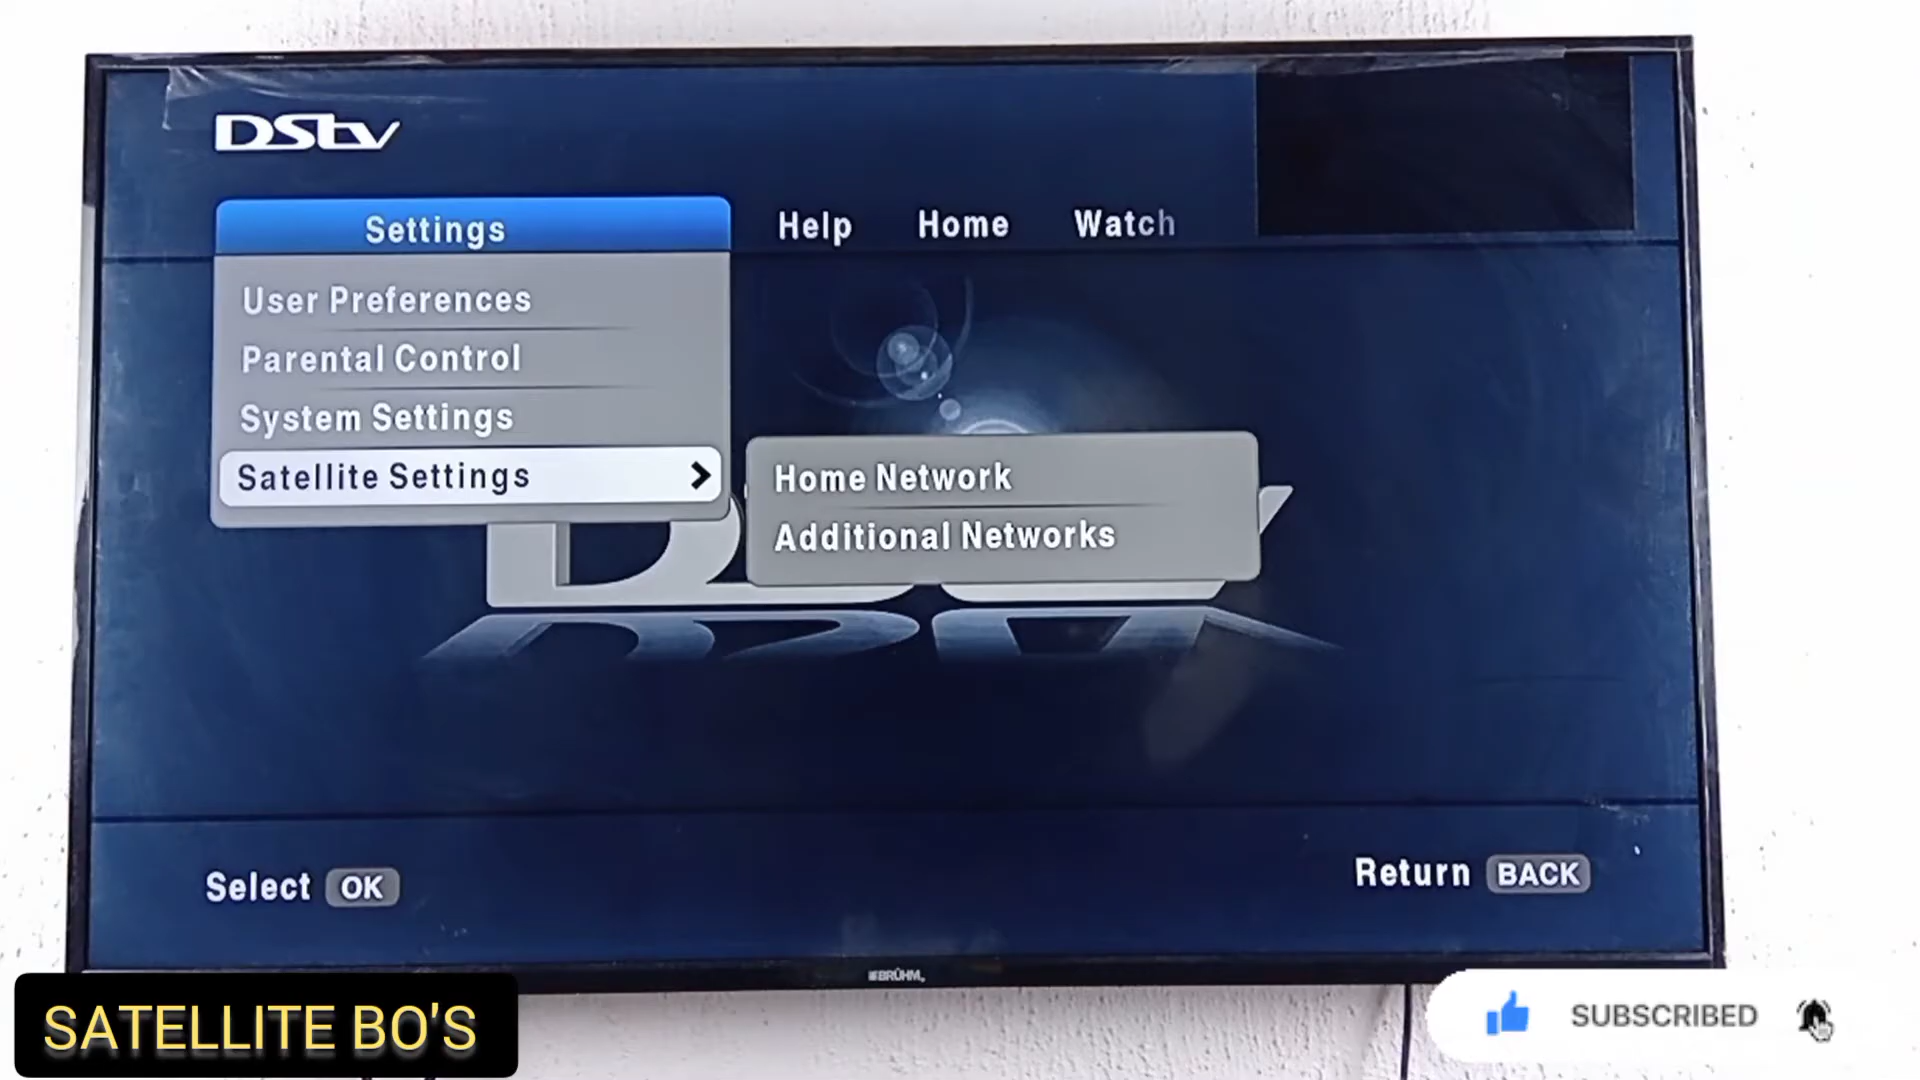 DStv
Settings
Help
Home
Watch
User Preferences
Parental Control
System Settings
Satellite Settings >
Home Network
Additional Networks
Select OK
Return BACK
BRÜHM
SATELLITE BO'S
SUBSCRIBED